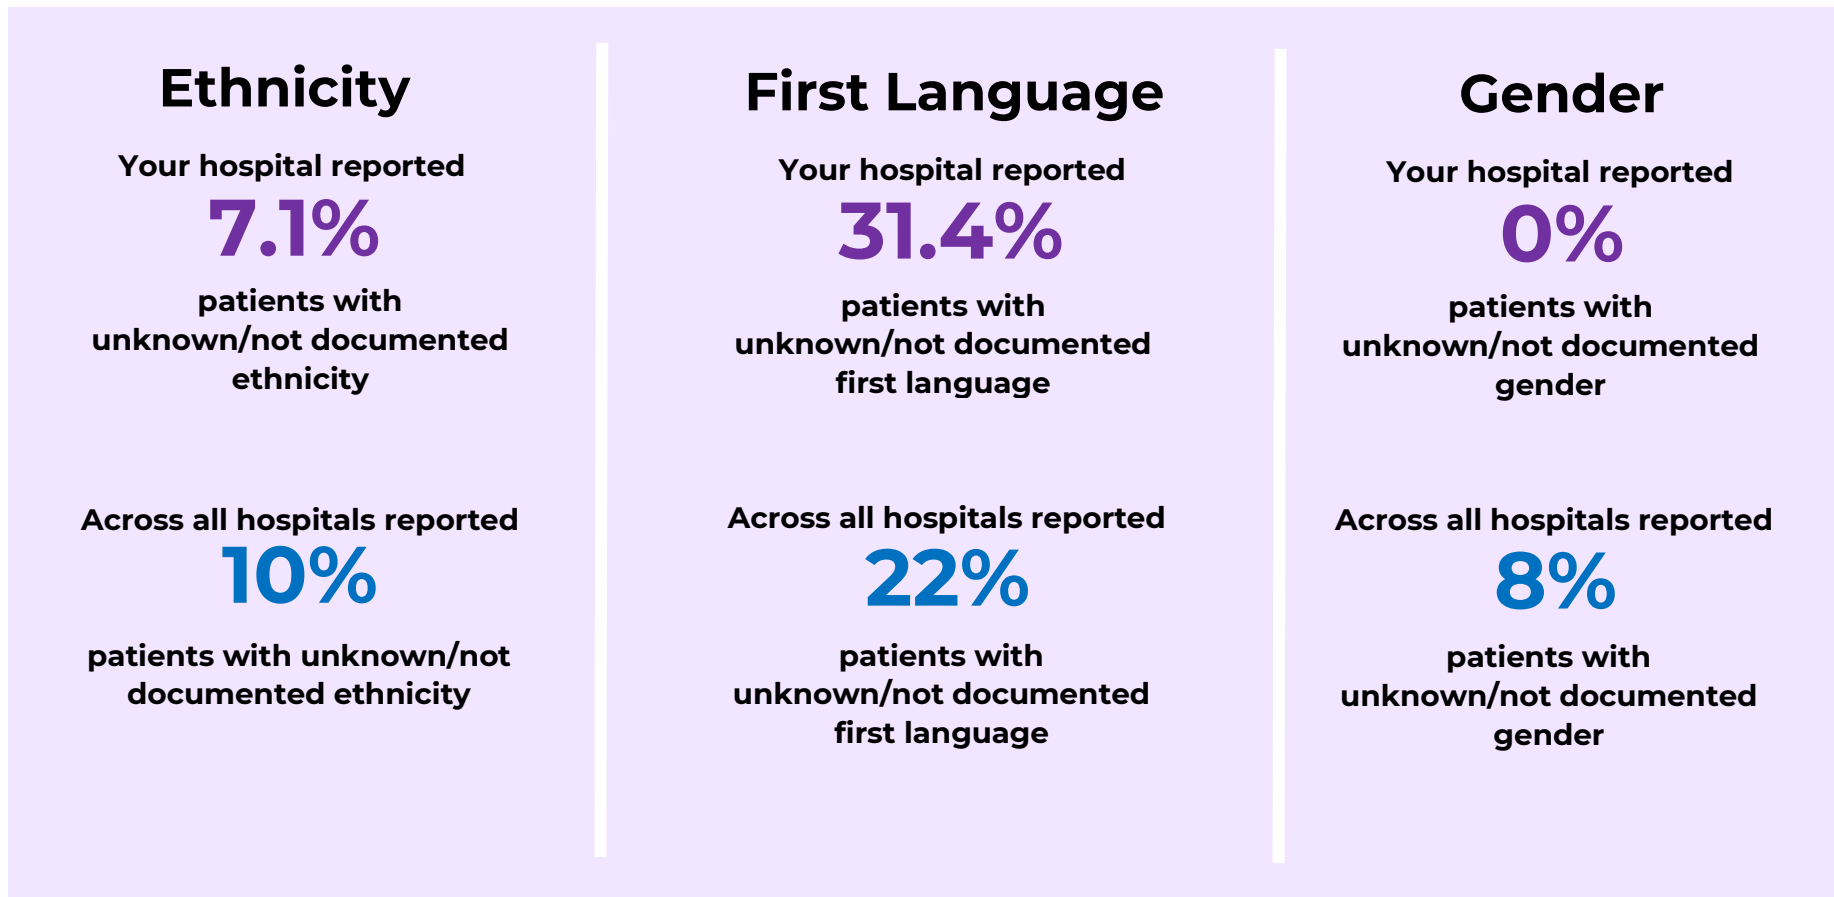 Ethnicity
Your hospital reported
7.1%
patients with
unknown/not documented
ethnicity
Across all hospitals reported
10%
patients with unknown/not
documented ethnicity
First Language
Your hospital reported
31.4%
patients with
unknown/not documented
first language
Across all hospitals reported
22%
patients with
unknown/not documented
first language
Gender
Your hospital reported
0%
patients with
unknown/not documented
gender
Across all hospitals reported
8%
patients with
unknown/not documented
gender